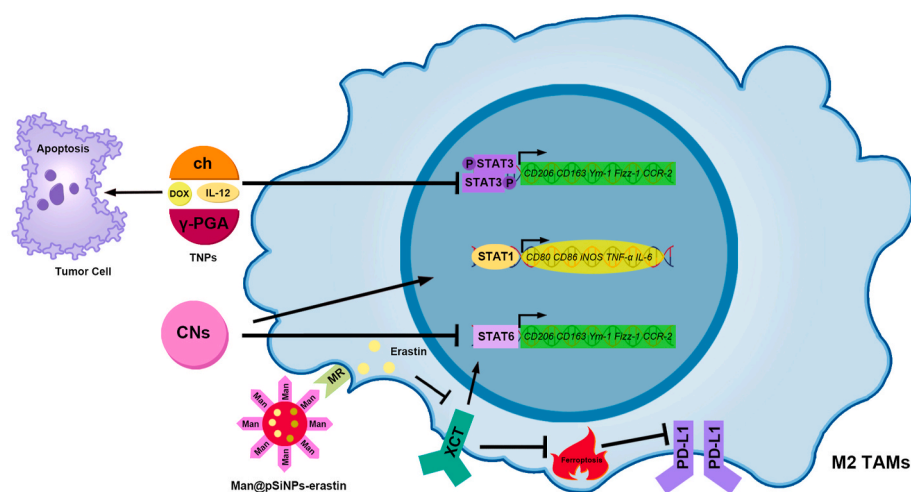 Apoptosis
Tumor Cell
ch
DOX
IL-12
γ-PGA
TNPs
P STAT3
STAT3 P
CD206 CD163 Ym-1 Fizz-1 CCR-2
STAT1
CD80 CD86 iNOS TNF-α IL-6
CNs
STAT6
CD206 CD163 Ym-1 Fizz-1 CCR-2
Erastin
MR
Man
Man
Man
Man
Man
Man
Man
Man
Man@pSiNPs-erastin
XCT
Ferroptosis
PD-L1
PD-L1
M2 TAMs